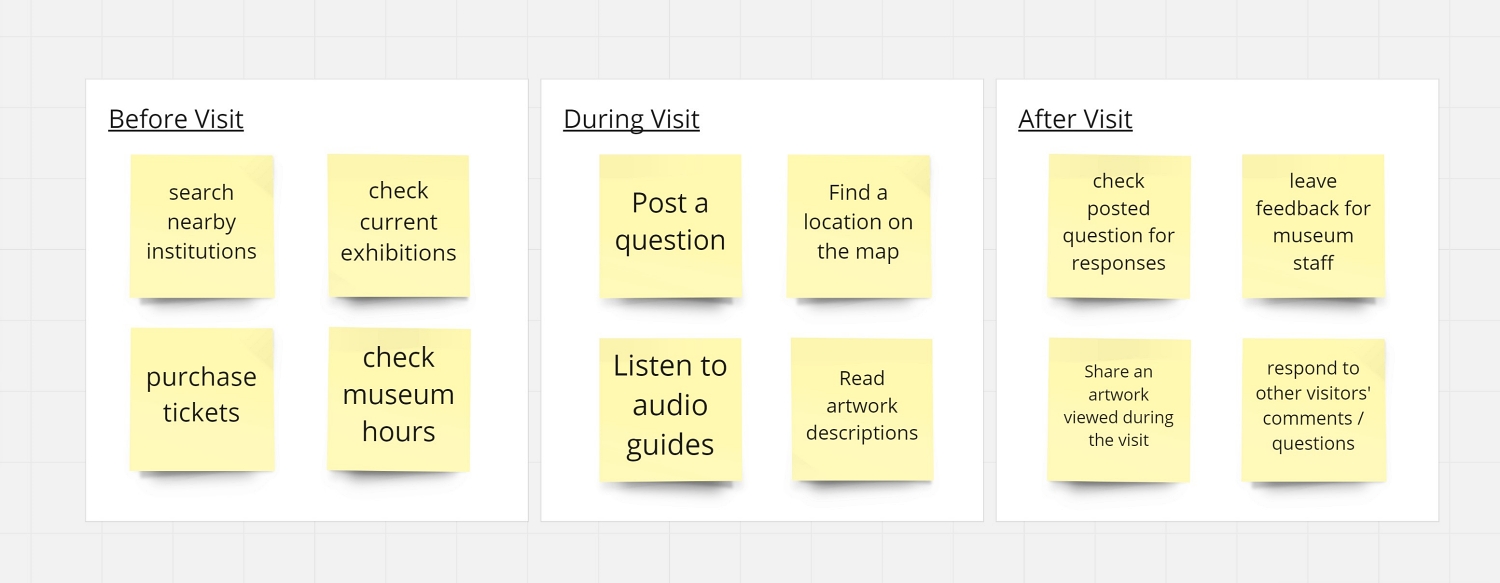 Before Visit
search
nearby
institutions
check
current
exhibitions
purchase
tickets
check
museum
hours
During Visit
Post a
question
Find a
location on
the map
Listen to
audio
guides
Read
artwork
descriptions
After Visit
check
posted
question for
responses
leave
feedback for
museum
staff
Share an
artwork
viewed during
the visit
respond to
other visitors'
comments /
questions